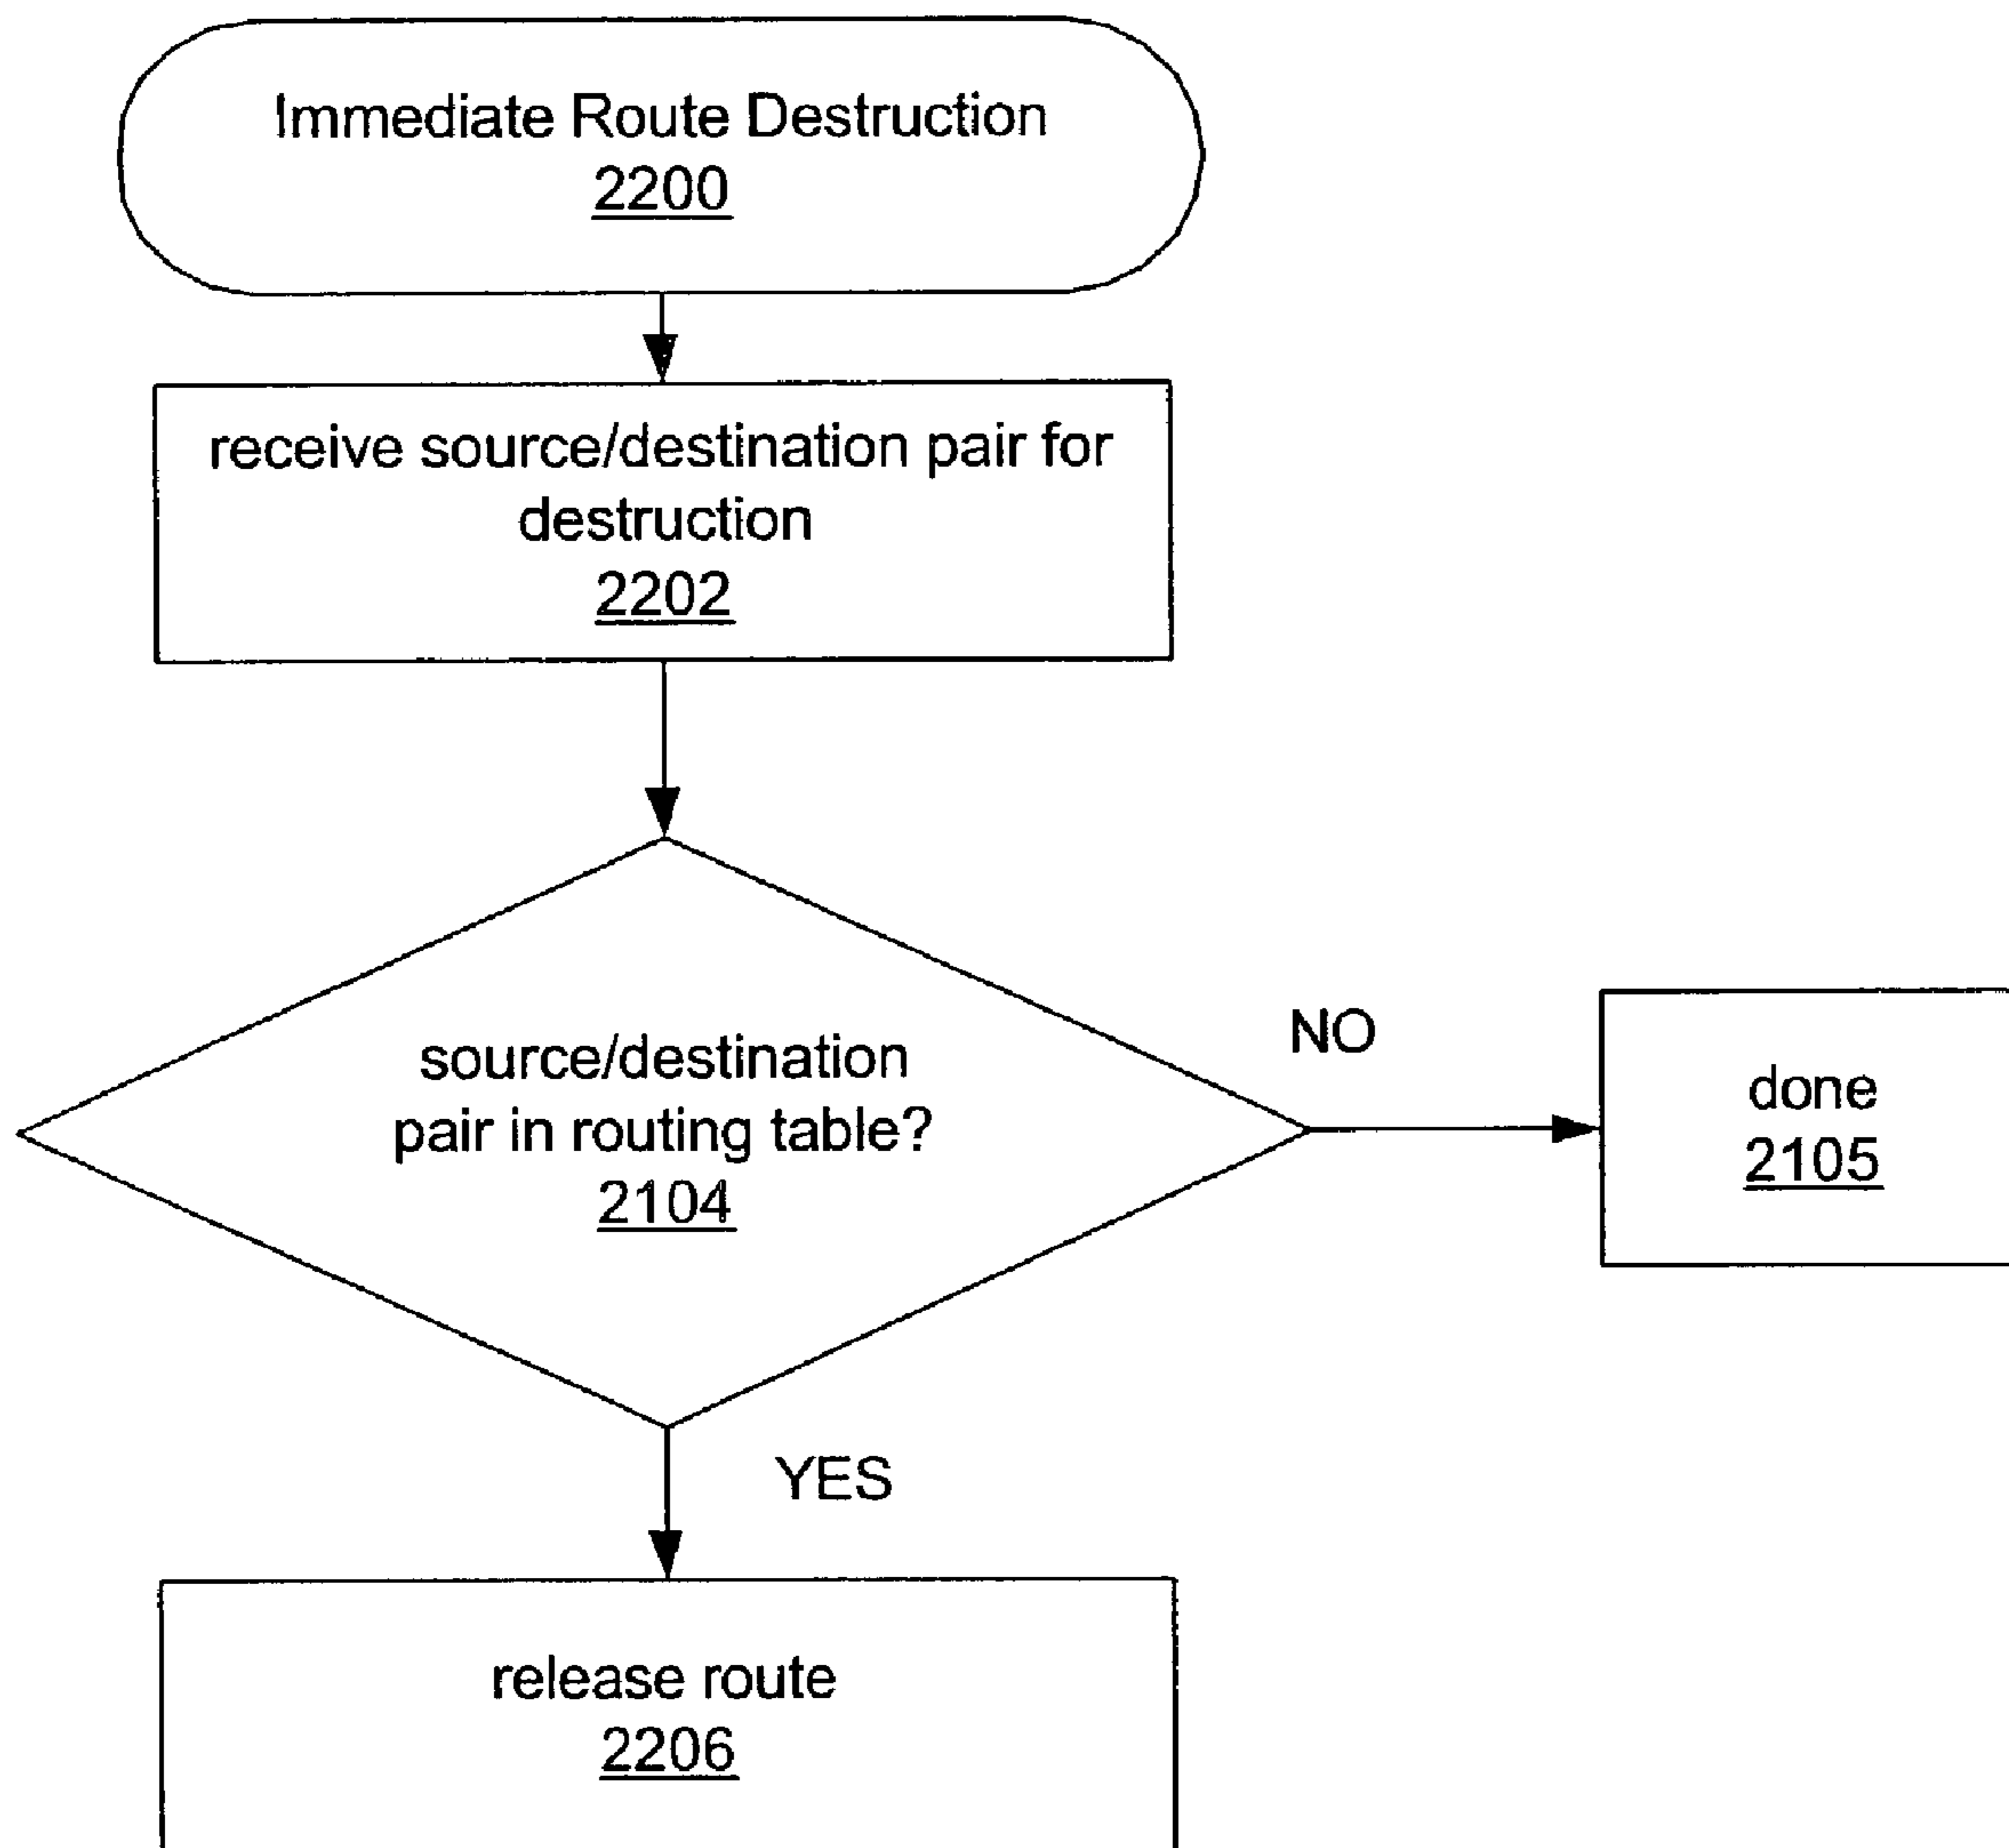 Immediate Route Destruction
2200
receive source/destination pair for
destruction
2202
source/destination
pair in routing table?
2104
NO
done
2105
YES
release route
2206